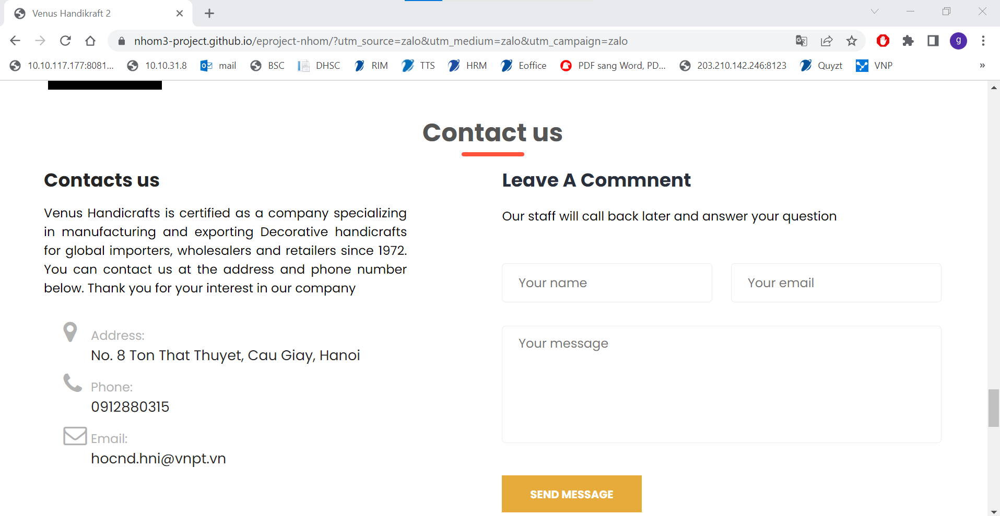 Venus Handikraft 2
nhom3-project.github.io/eproject-nhom/?utm_source=zalo&utm_medium=zalo&utm_campaign=zalo
g
10.10.117.177:8081... 10.10.31.8 mail BSC DHSC RIM TTS HRM Eoffice PDF sang Word, PD... 203.210.142.246:8123 Quyzt VNP »
Contact us
Contacts us
Venus Handicrafts is certified as a company specializing
in manufacturing and exporting Decorative handicrafts
for global importers, wholesalers and retailers since 1972.
You can contact us at the address and phone number
below. Thank you for your interest in our company
Address:
No. 8 Ton That Thuyet, Cau Giay, Hanoi
Phone:
0912880315
Email:
hocnd.hni@vnpt.vn
Leave A Commnent
Our staff will call back later and answer your question
Your name
Your email
Your message
SEND MESSAGE